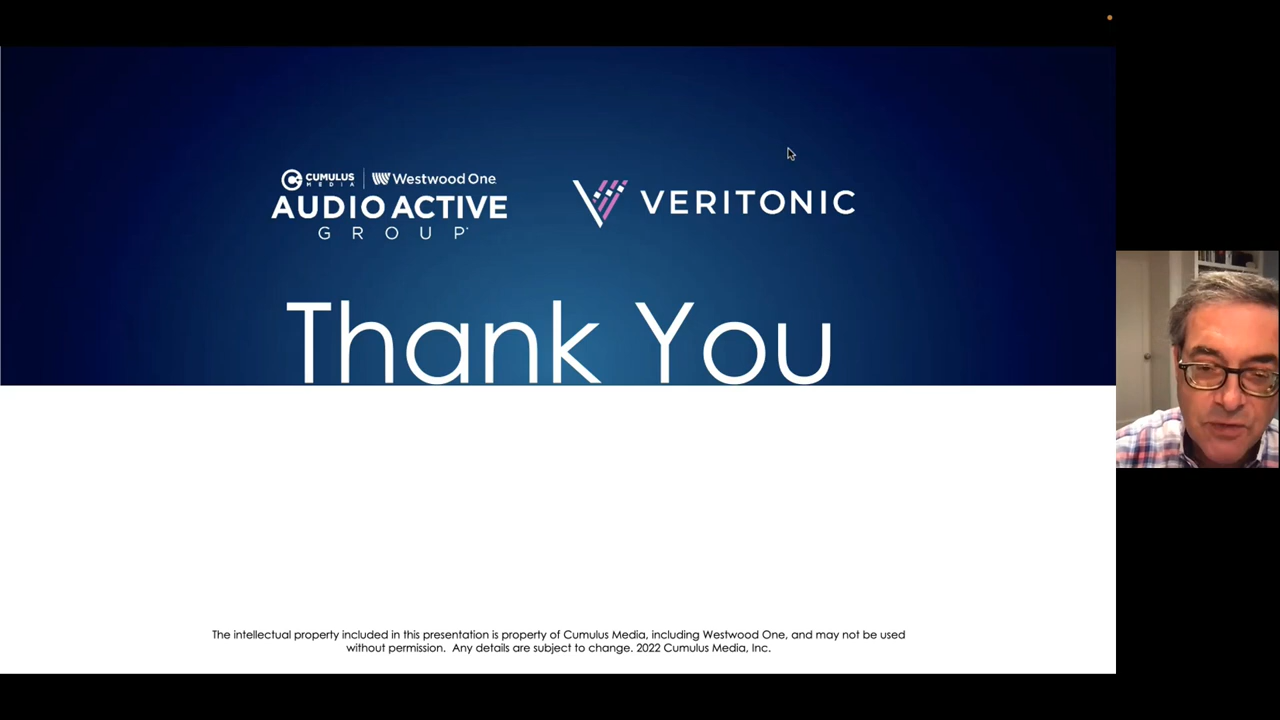 CUMULUS MEDIA | Westwood One
AUDIO ACTIVE
GROUP
VERITONIC
Thank You
The intellectual property included in this presentation is property of Cumulus Media, including Westwood One, and may not be used
without permission.  Any details are subject to change. 2022 Cumulus Media, Inc.